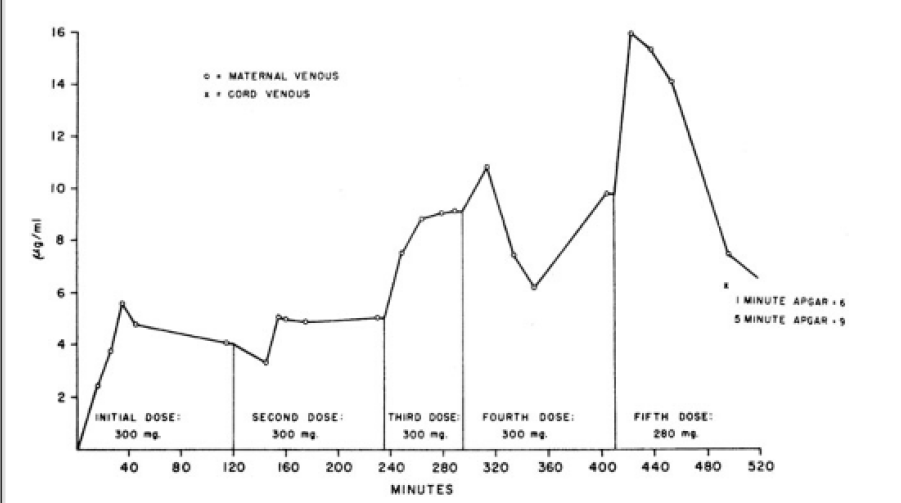 16
14
12
10
8
6
4
2
μg/ml
o = MATERNAL VENOUS
x = CORD VENOUS
x
1 MINUTE APGAR = 6
5 MINUTE APGAR = 9
INITIAL DOSE:
300 mg.
SECOND DOSE:
300 mg.
THIRD DOSE:
300 mg.
FOURTH DOSE:
300 mg.
FIFTH DOSE:
280 mg.
40 80 120 160 200 240 280 320 360 400 440 480 520
MINUTES